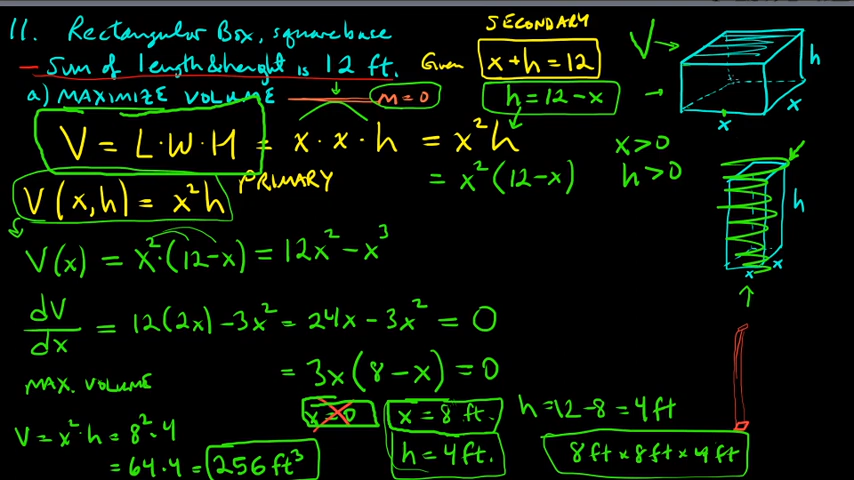 11. Rectangular Box, square base
SECONDARY
- Sum of length & height is 12 ft. Given x + h = 12
a) MAXIMIZE VOLUME m = 0 h = 12 - x
V = L·W·H = x·x·h = x²h
= x²(12-x)
x > 0
h > 0
V(x,h) = x²h PRIMARY
V(x) = x²·(12-x) = 12x² - x³
dV/dx = 12(2x) - 3x² = 24x - 3x² = 0
= 3x(8-x) = 0
MAX. VOLUME
x = 0 x = 8 ft. h = 12-8 = 4 ft
V = x²·h = 8²·4
h = 4 ft. 8 ft x 8 ft x 4 ft
= 64·4 = 256 ft³
V
h
x
x
h
x
x